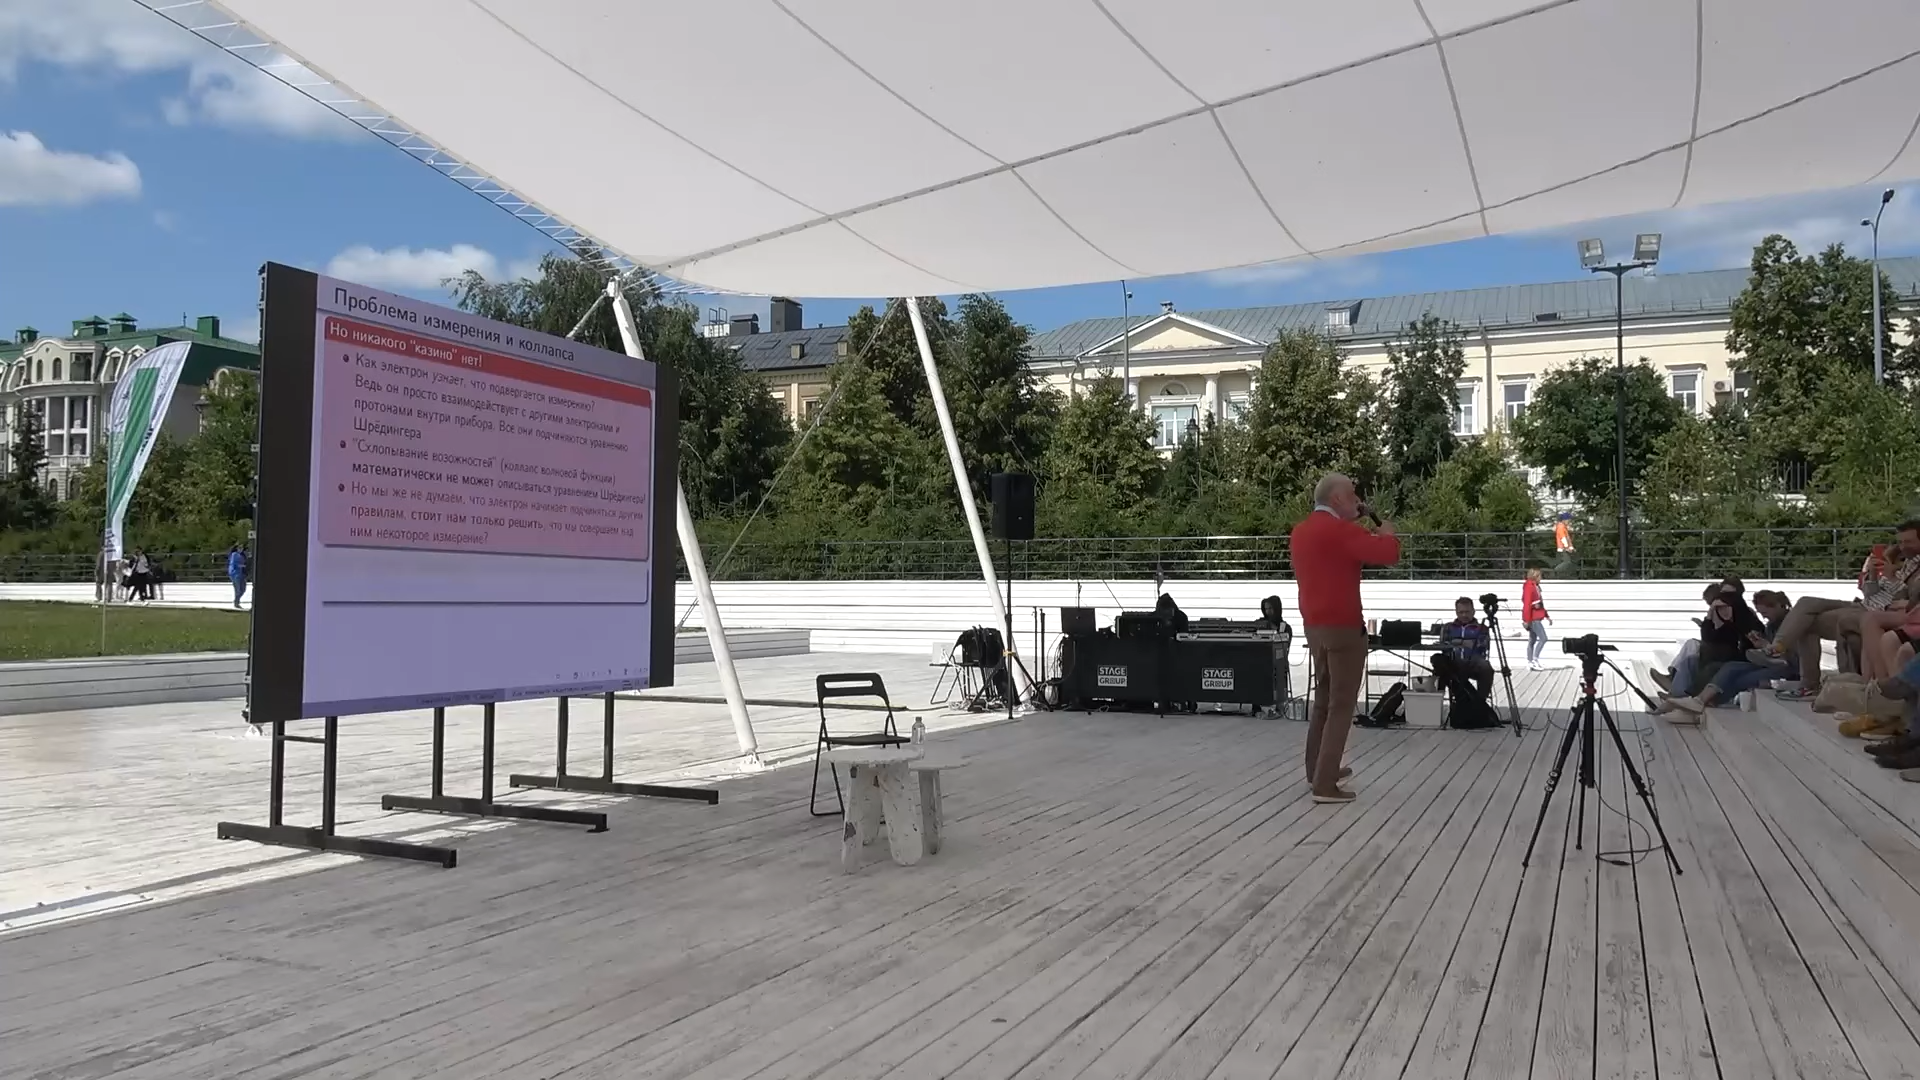 Проблема измерения и коллапса
Но никакого "казино" нет!
Как электрон узнает, что подвергается измерению?
Ведь он просто взаимодействует с другими электронами и
протонами внутри прибора. Все они подчиняются уравнению
Шрёдингера
"Схлопывание возожностей" (коллапс волновой функции)
математически не может описываться уравнением Шрёдингера!
Но мы же не думаем, что электрон начинает подчиняться другим
правилам, стоит нам только решить, что мы совершаем над
ним некоторое измерение?
STAGE
GROUP
STAGE
GROUP